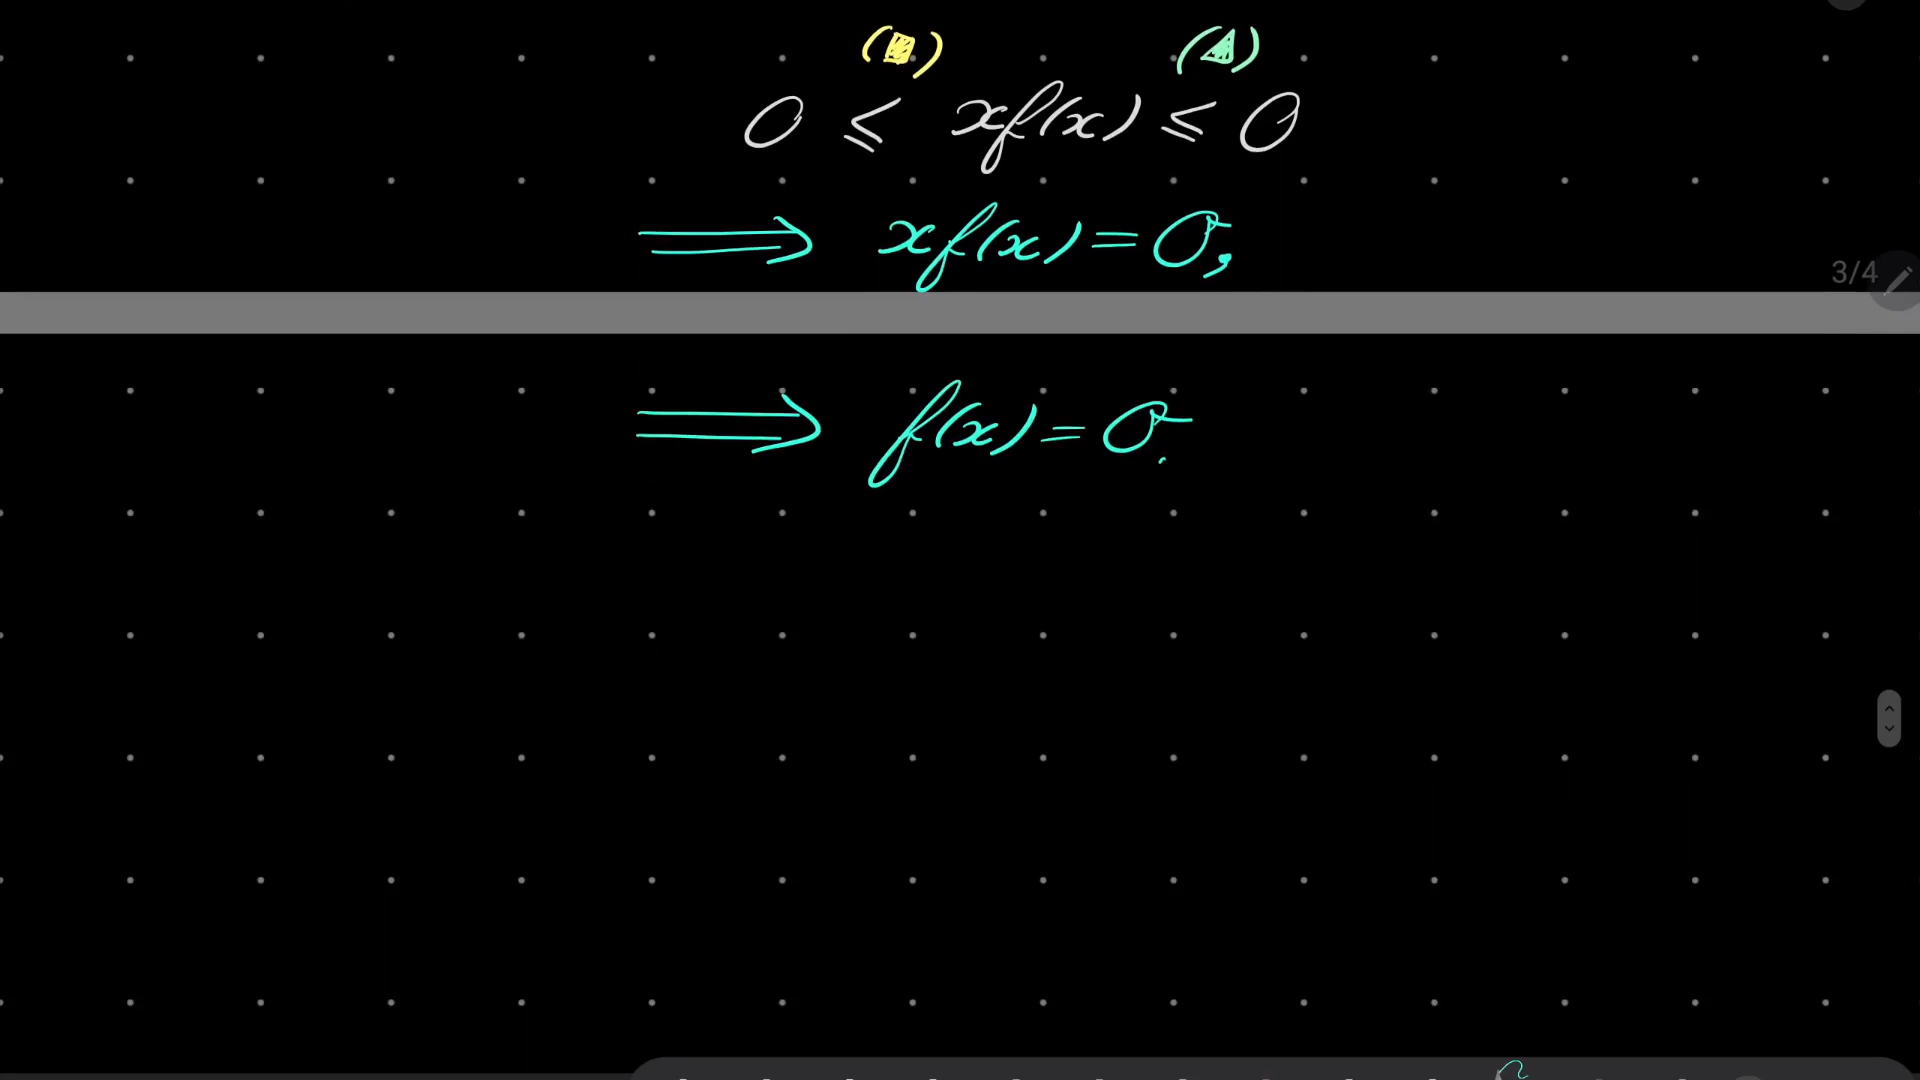 (■) (▲)
0 ≤ xf(x) ≤ 0
⟹ xf(x) = 0,
3/4
⟹ f(x) = 0.